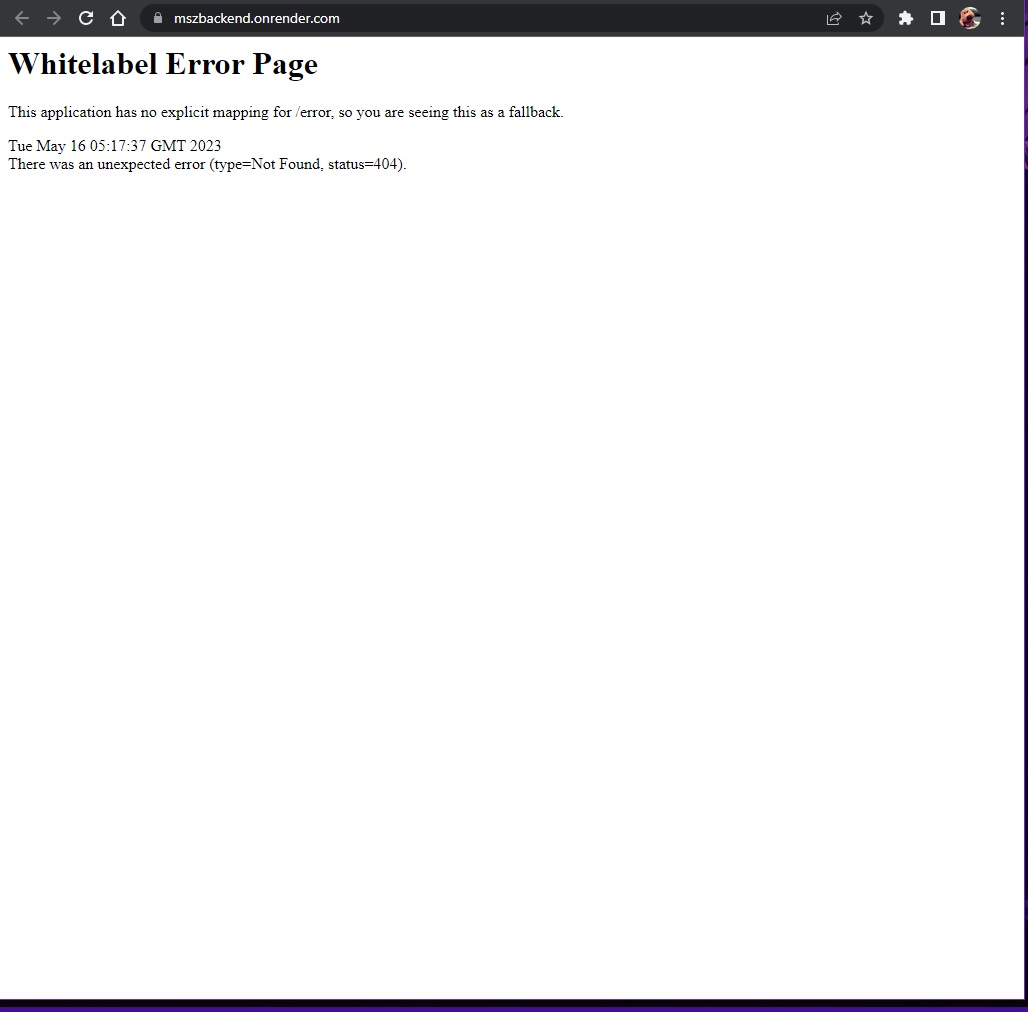 mszbackend.onrender.com
Whitelabel Error Page
This application has no explicit mapping for /error, so you are seeing this as a fallback.
Tue May 16 05:17:37 GMT 2023
There was an unexpected error (type=Not Found, status=404).